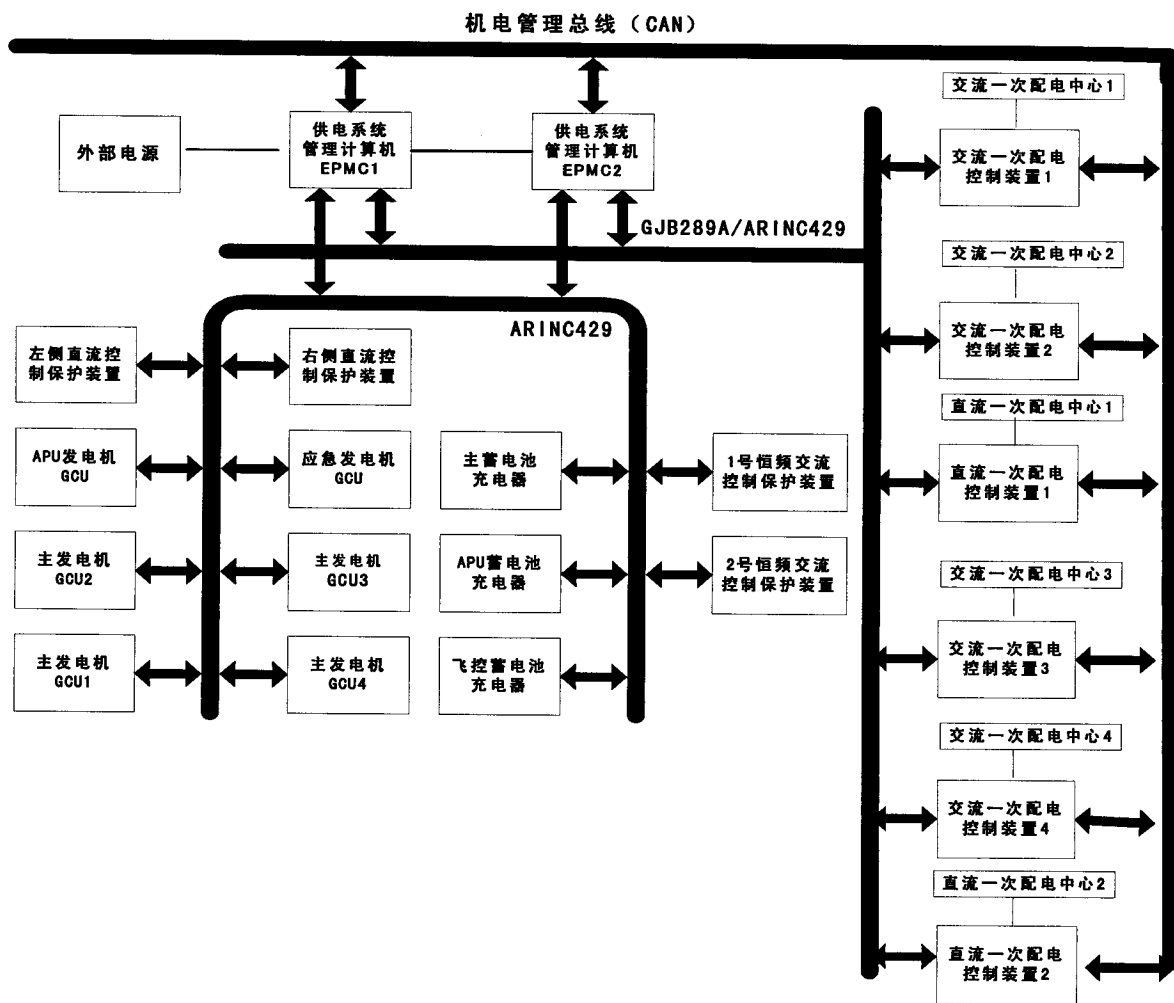 机电管理总线（CAN）
外部电源
供电系统
管理计算机
EPMC1
供电系统
管理计算机
EPMC2
GJB289A/ARINC429
ARINC429
左侧直流控
制保护装置
右侧直流控
制保护装置
APU发电机
GCU
应急发电机
GCU
主蓄电池
充电器
1号恒频交流
控制保护装置
主发电机
GCU2
主发电机
GCU3
APU蓄电池
充电器
2号恒频交流
控制保护装置
主发电机
GCU1
主发电机
GCU4
飞控蓄电池
充电器
交流一次配电中心1
交流一次配电
控制装置1
交流一次配电中心2
交流一次配电
控制装置2
直流一次配电中心1
直流一次配电
控制装置1
交流一次配电中心3
交流一次配电
控制装置3
交流一次配电中心4
交流一次配电
控制装置4
直流一次配电中心2
直流一次配电
控制装置2